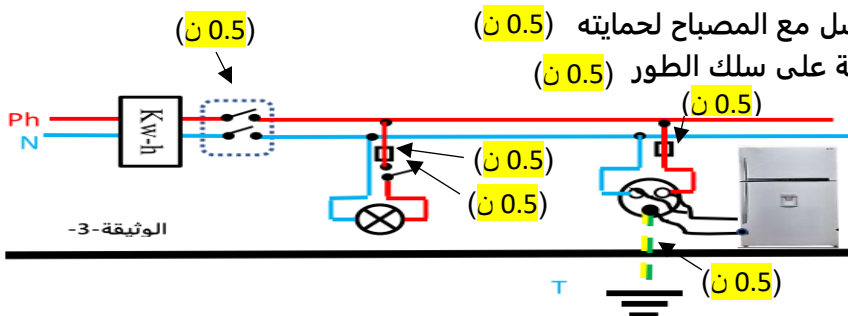 سل مع المصباح لحمايته (0.5 ن)
ة على سلك الطور (0.5 ن)
(0.5 ن)
(0.5 ن)
Ph
N
Kw-h
(0.5 ن)
(0.5 ن)
الوثيقة-3-
T
(0.5 ن)